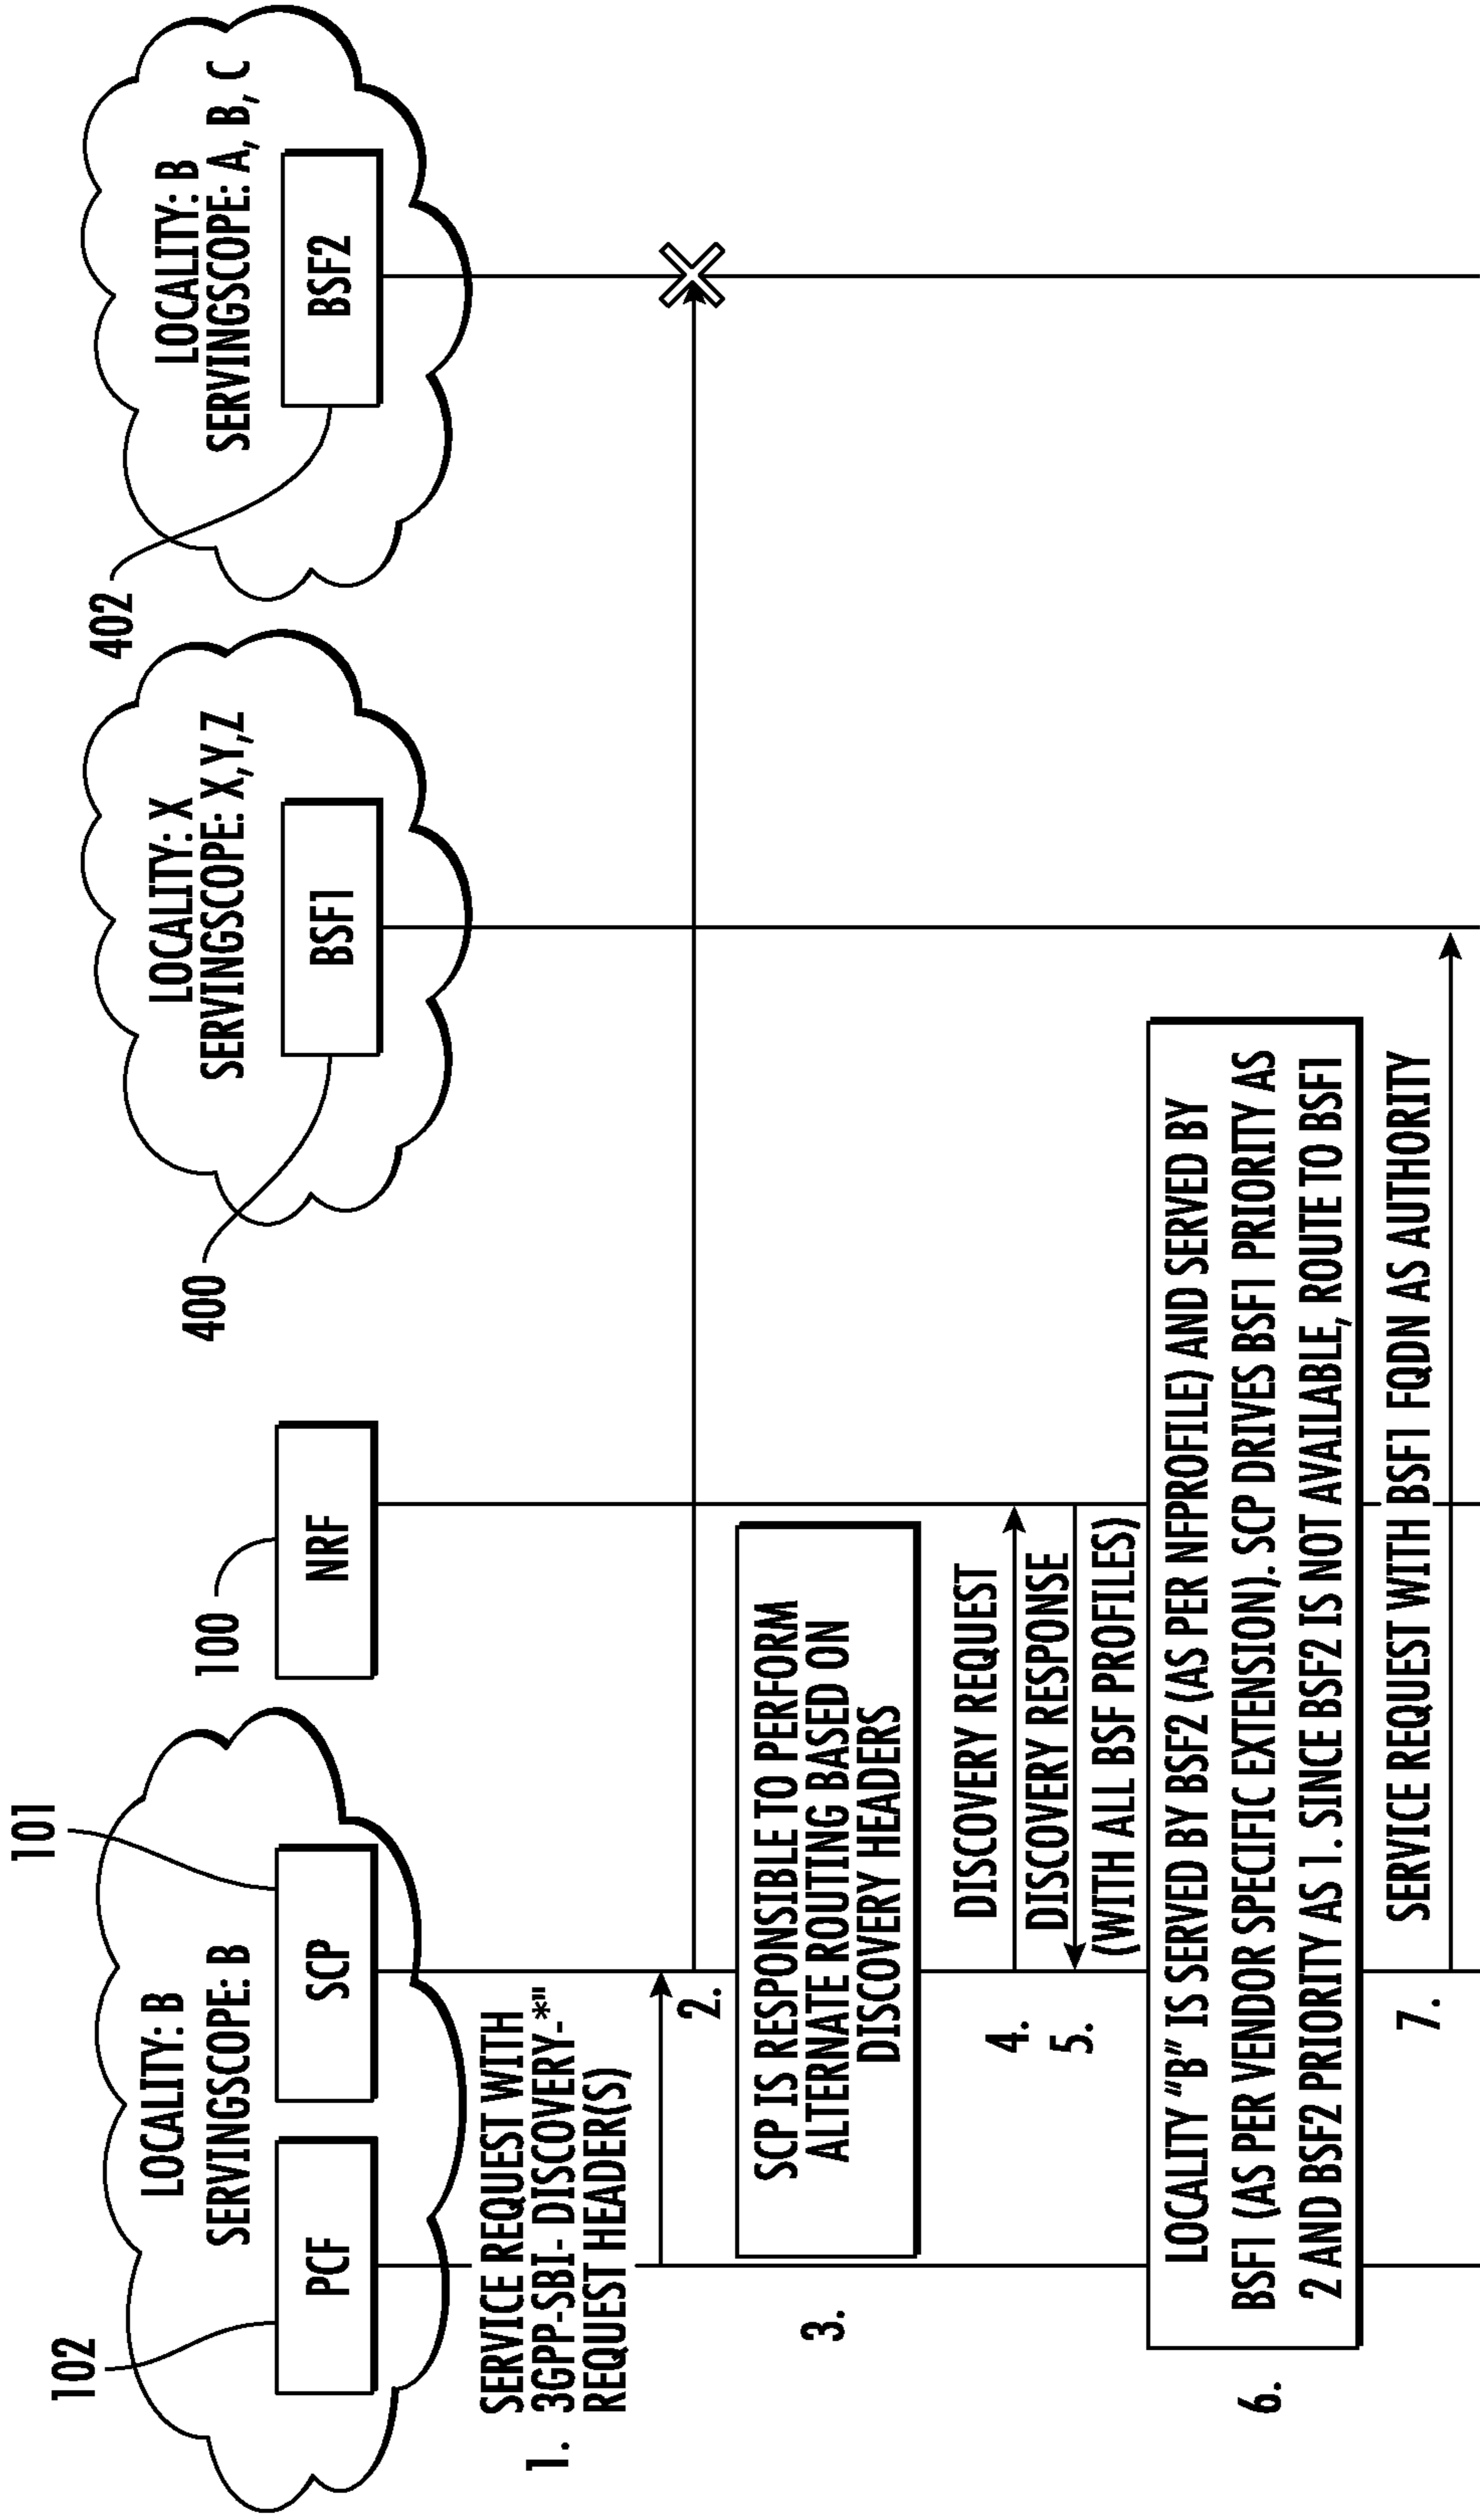 102
101
LOCALITY: B
SERVINGSCOPE: B
PCF
SCP
100
NRF
400
LOCALITY: X
SERVINGSCOPE: X,Y,Z
BSF1
402
LOCALITY: B
SERVINGSCOPE: A, B, C
BSF2
1.
SERVICE REQUEST WITH
3GPP-SBI- DISCOVERY-*"
REQUEST HEADER(S)
2.
3.
SCP IS RESPONSIBLE TO PERFORM
ALTERNATE ROUTING BASED ON
DISCOVERY HEADERS
4.
DISCOVERY REQUEST
5.
DISCOVERY RESPONSE
(WITH ALL BSF PROFILES)
6.
LOCALITY "B" IS SERVED BY BSF2 (AS PER NFPROFILE) AND SERVED BY
BSF1 (AS PER VENDOR SPECIFIC EXTENSION). SCP DRIVES BSF1 PRIORITY AS
2 AND BSF2 PRIORITY AS 1. SINCE BSF2 IS NOT AVAILABLE, ROUTE TO BSF1
7.
SERVICE REQUEST WITH BSF1 FQDN AS AUTHORITY